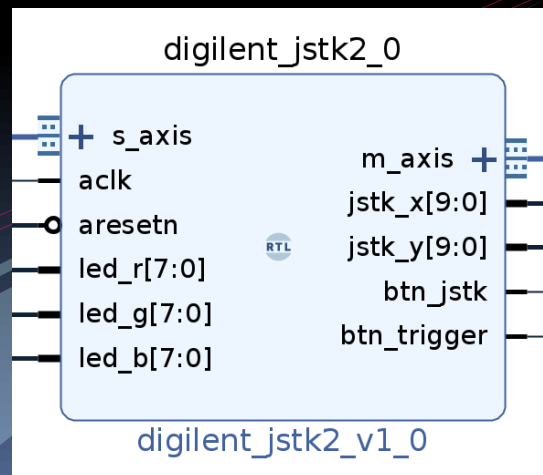 digilent_jstk2_0
s_axis
aclk
aresetn
led_r[7:0]
led_g[7:0]
led_b[7:0]
RTL
m_axis
jstk_x[9:0]
jstk_y[9:0]
btn_jstk
btn_trigger
digilent_jstk2_v1_0